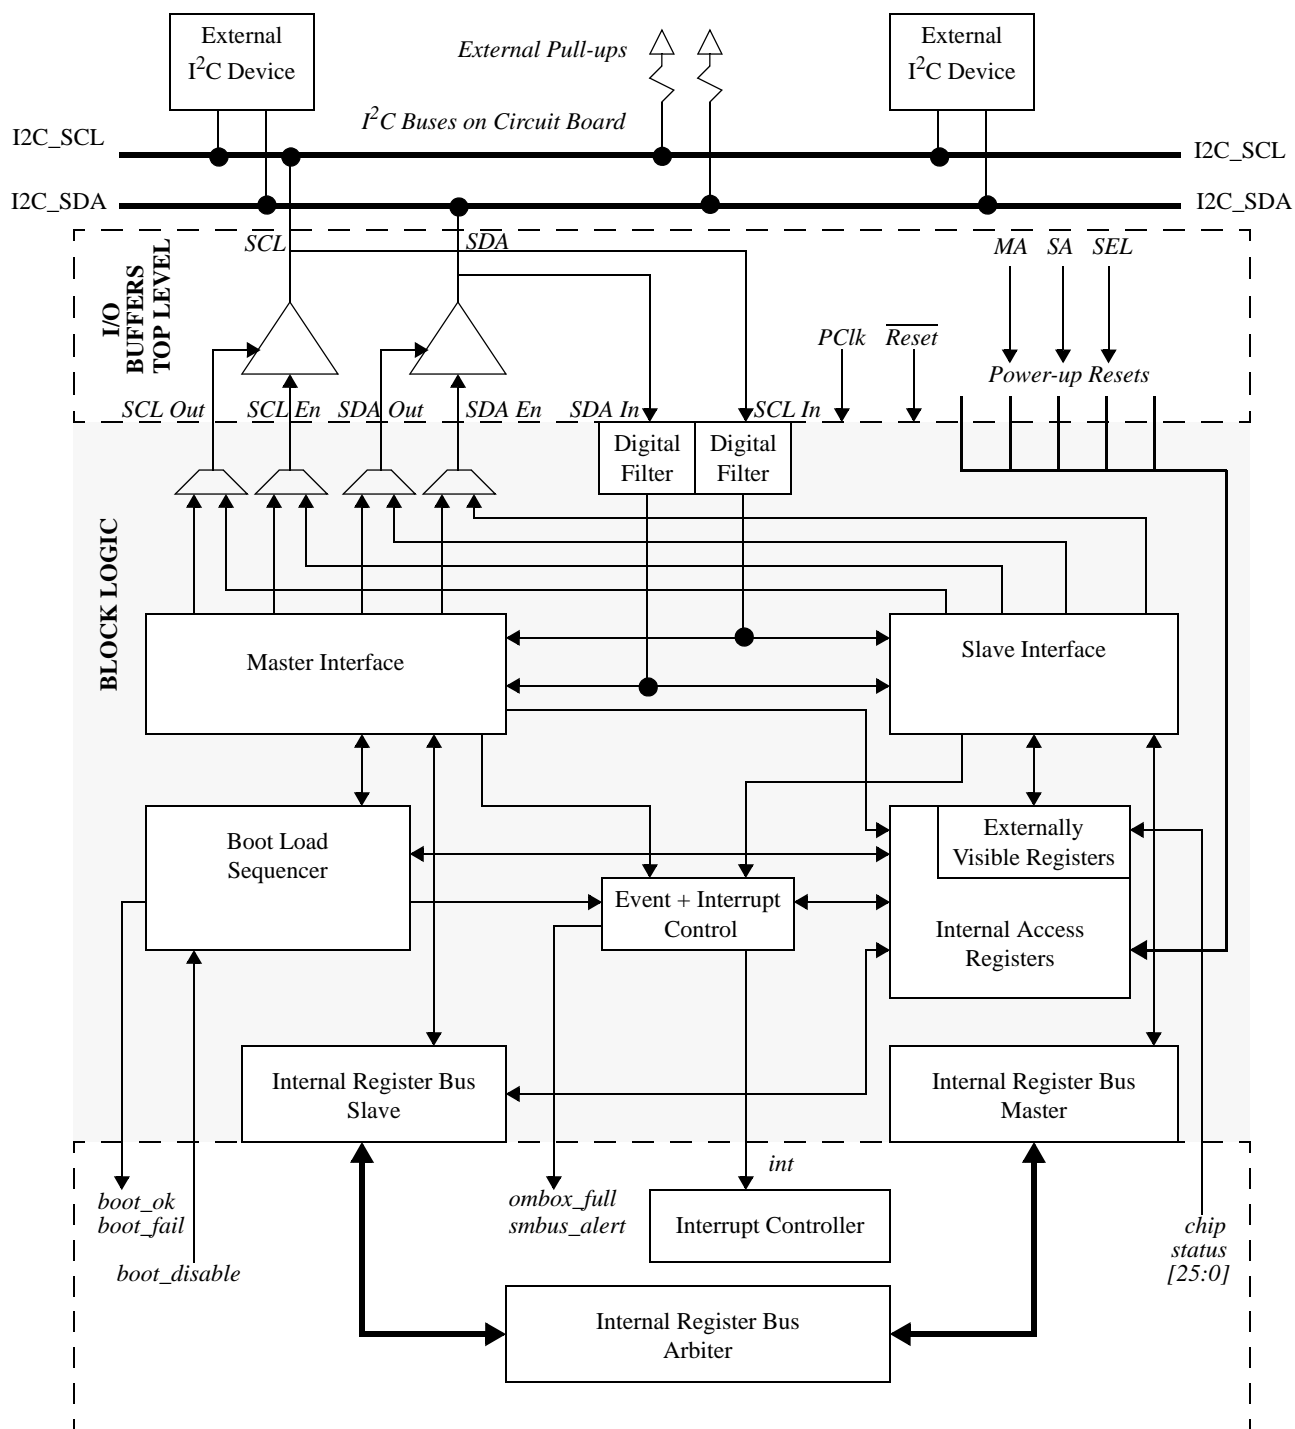 External
I²C Device
External Pull-ups
External
I²C Device
I²C Buses on Circuit Board
I2C_SCL
I2C_SCL
I2C_SDA
I2C_SDA
SCL
SDA
MA
SA
SEL
I/O
BUFFERS
TOP LEVEL
PClk
Reset
Power-up Resets
SCL Out
SCL En
SDA Out
SDA En
SDA In
SCL In
Digital
Filter
Digital
Filter
BLOCK LOGIC
Master Interface
Slave Interface
Boot Load
Sequencer
Externally
Visible Registers
Event + Interrupt
Control
Internal Access
Registers
Internal Register Bus
Slave
Internal Register Bus
Master
int
boot_ok
boot_fail
boot_disable
ombox_full
smbus_alert
Interrupt Controller
chip
status
[25:0]
Internal Register Bus
Arbiter